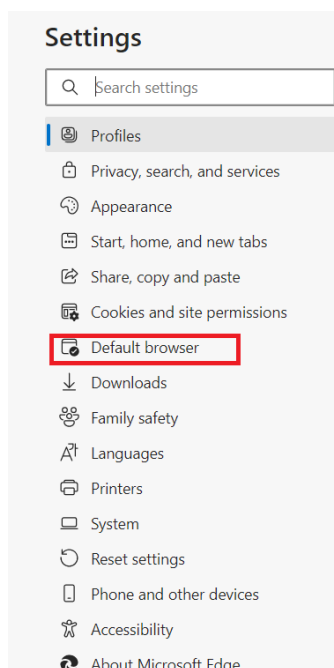 Settings
Search settings
Profiles
Privacy, search, and services
Appearance
Start, home, and new tabs
Share, copy and paste
Cookies and site permissions
Default browser
Downloads
Family safety
Languages
Printers
System
Reset settings
Phone and other devices
Accessibility
About Microsoft Edge